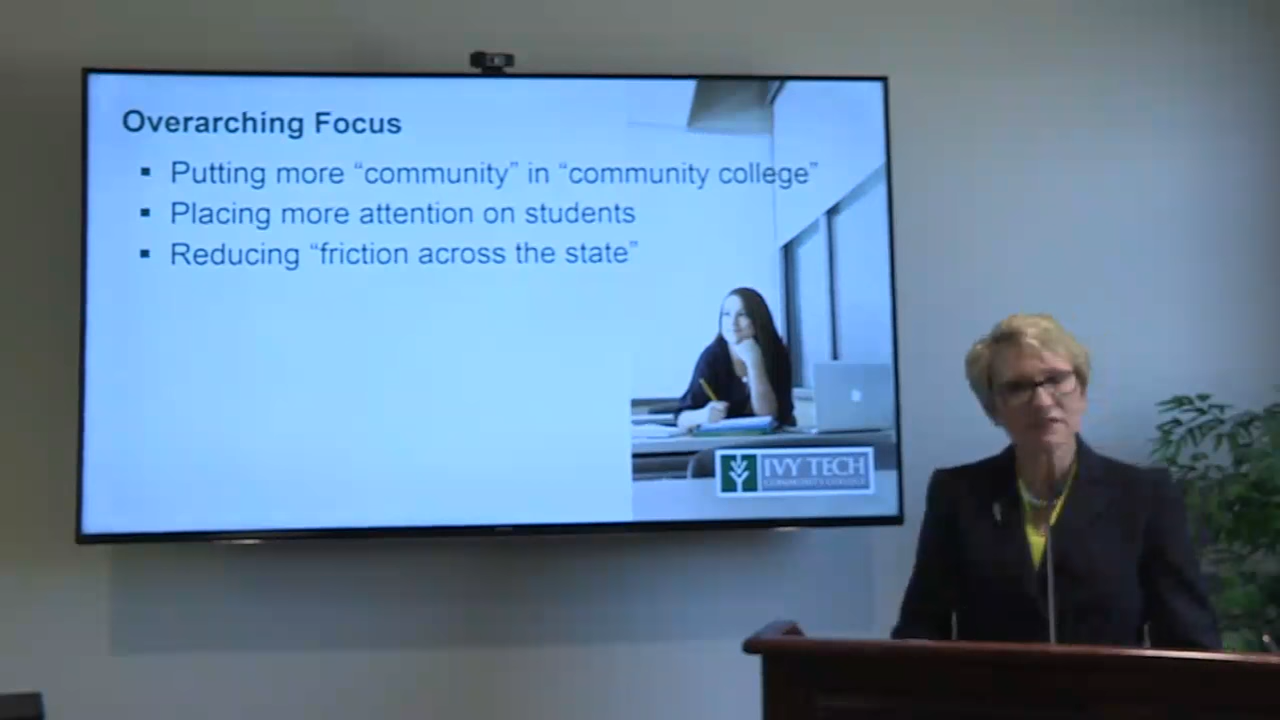 Overarching Focus
▪ Putting more “community” in “community college”
▪ Placing more attention on students
▪ Reducing “friction across the state”
IVY TECH
COMMUNITY COLLEGE